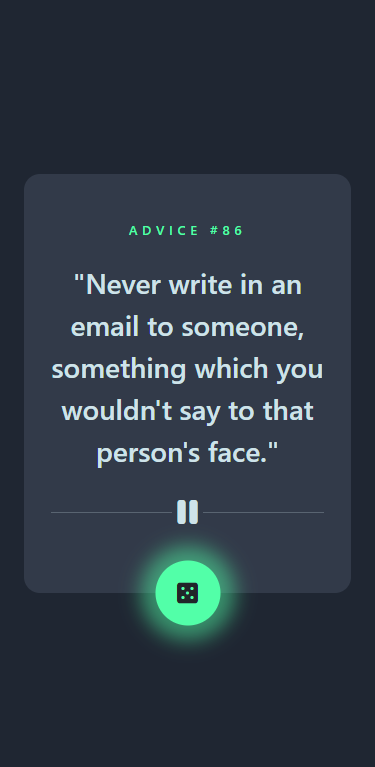 ADVICE #86
"Never write in an
email to someone,
something which you
wouldn't say to that
person's face."